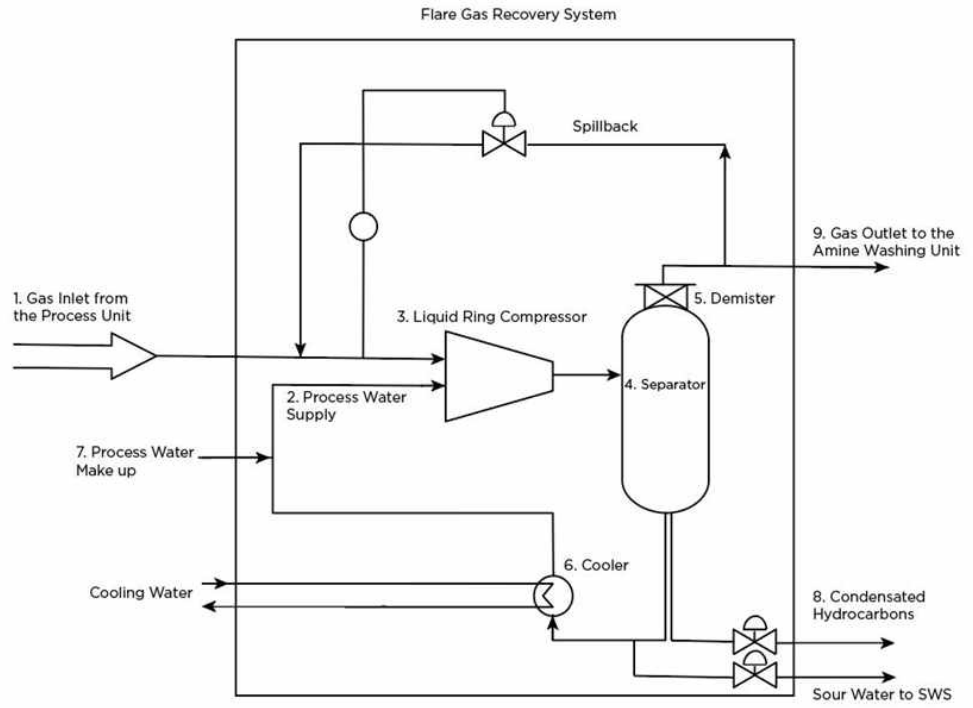 Flare Gas Recovery System
Spillback
9. Gas Outlet to the
Amine Washing Unit
1. Gas Inlet from
the Process Unit
5. Demister
3. Liquid Ring Compressor
4. Separator
2. Process Water
Supply
7. Process Water
Make up
6. Cooler
Cooling Water
8. Condensated
Hydrocarbons
Sour Water to SWS